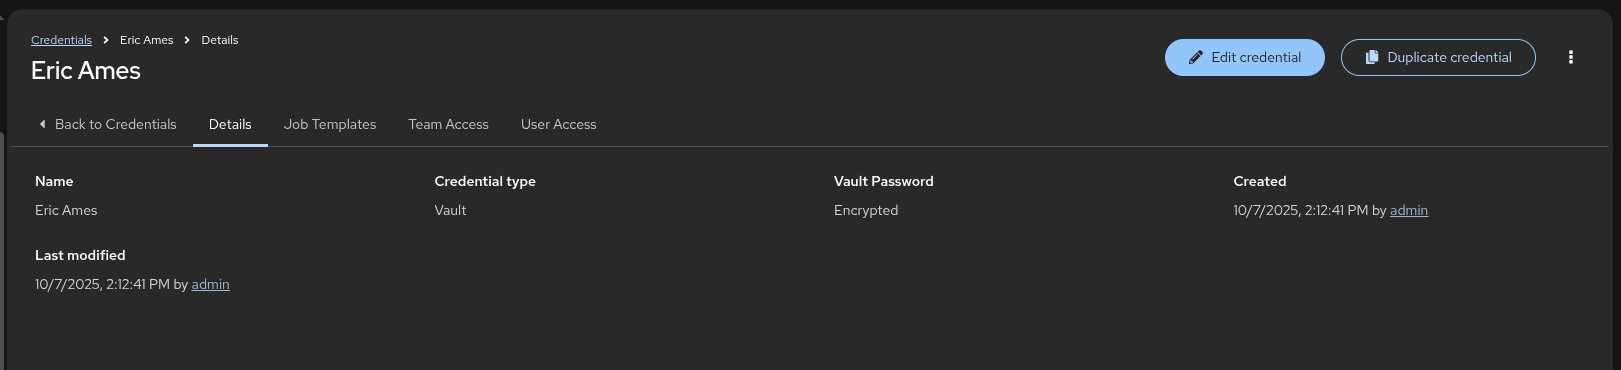 Credentials > Eric Ames > Details
Eric Ames
Edit credential
Duplicate credential
Back to Credentials
Details
Job Templates
Team Access
User Access
Name
Eric Ames
Credential type
Vault
Vault Password
Encrypted
Created
10/7/2025, 2:12:41 PM by admin
Last modified
10/7/2025, 2:12:41 PM by admin